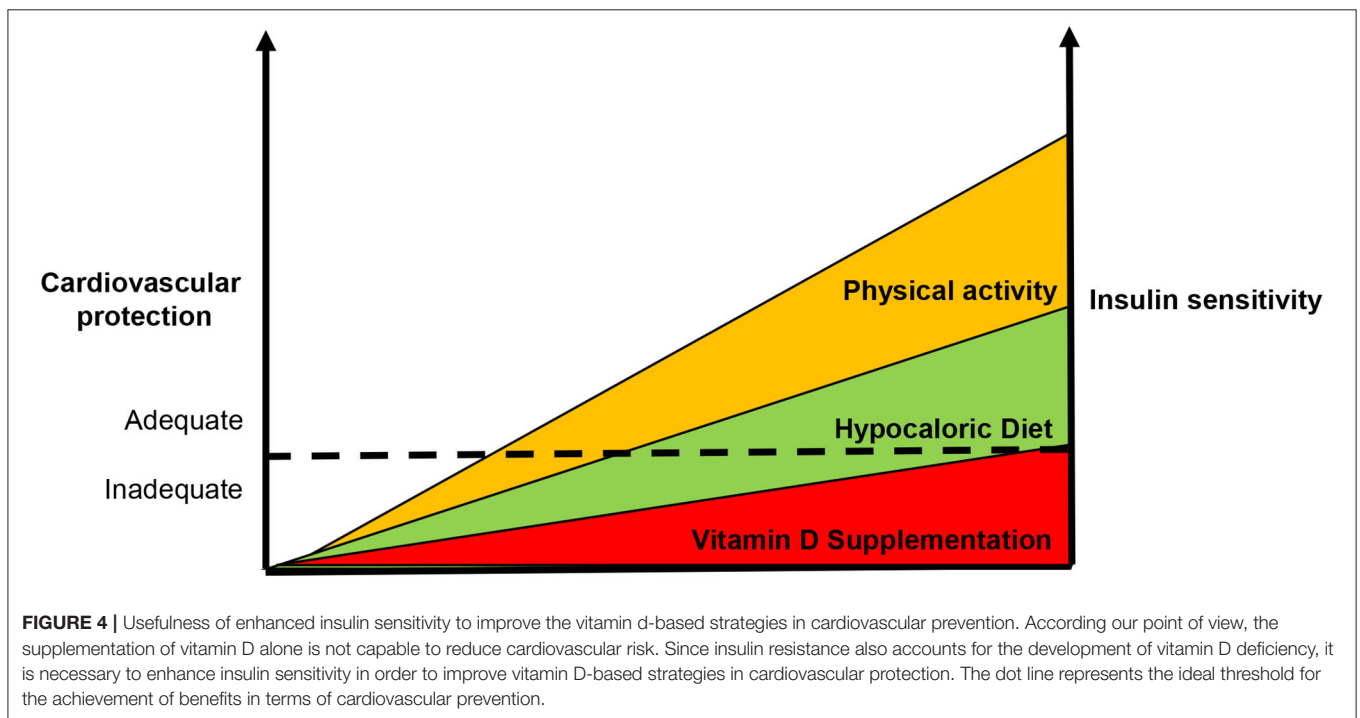 Cardiovascular
protection
Adequate
Inadequate
Physical activity
Hypocaloric Diet
Vitamin D Supplementation
Insulin sensitivity
FIGURE 4 | Usefulness of enhanced insulin sensitivity to improve the vitamin d-based strategies in cardiovascular prevention. According our point of view, the
supplementation of vitamin D alone is not capable to reduce cardiovascular risk. Since insulin resistance also accounts for the development of vitamin D deficiency, it
is necessary to enhance insulin sensitivity in order to improve vitamin D-based strategies in cardiovascular protection. The dot line represents the ideal threshold for
the achievement of benefits in terms of cardiovascular prevention.